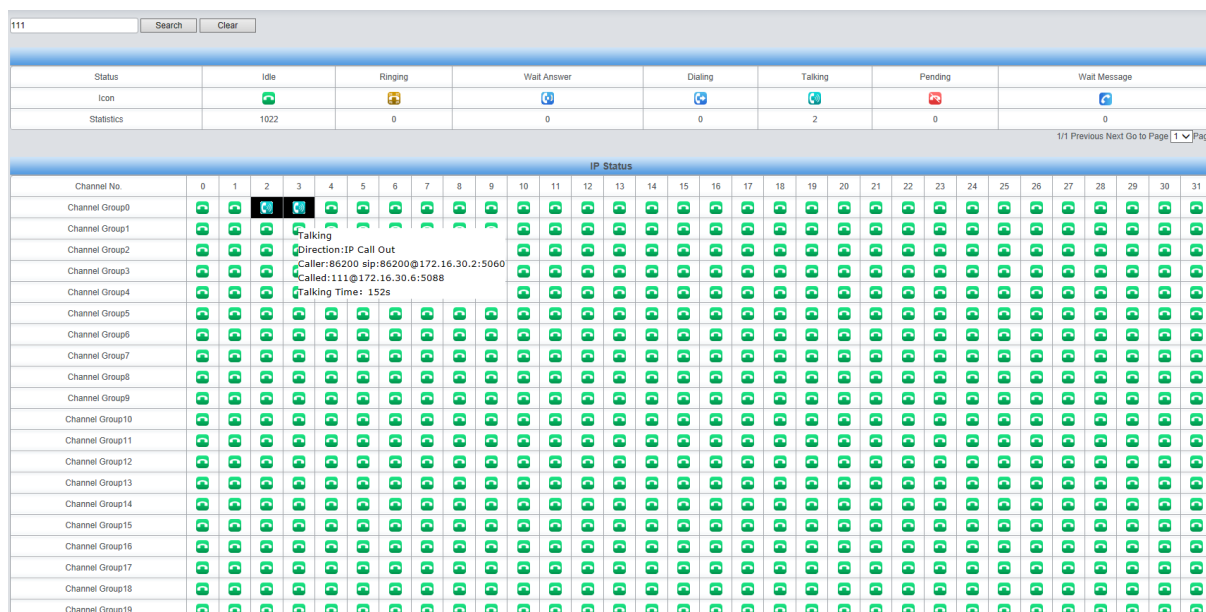 111 Search Clear
Status Idle Ringing Wait Answer Dialing Talking Pending Wait Message
Icon
Statistics 1022 0 0 0 2 0 0
1/1 Previous Next Go to Page 1 Pag
IP Status
Channel No. 0 1 2 3 4 5 6 7 8 9 10 11 12 13 14 15 16 17 18 19 20 21 22 23 24 25 26 27 28 29 30 31
Channel Group0
Channel Group1
Talking
Channel Group2
Direction:IP Call Out
Caller:86200 sip:86200@172.16.30.2:5060
Channel Group3
Called:111@172.16.30.6:5088
Channel Group4
Talking Time: 152s
Channel Group5
Channel Group6
Channel Group7
Channel Group8
Channel Group9
Channel Group10
Channel Group11
Channel Group12
Channel Group13
Channel Group14
Channel Group15
Channel Group16
Channel Group17
Channel Group18
Channel Group19